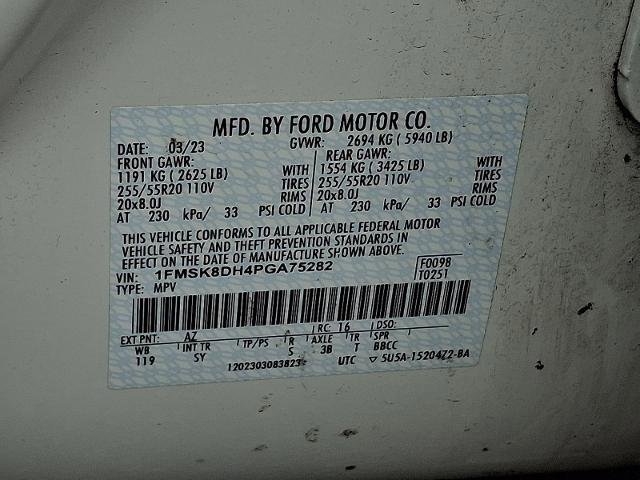 MFD. BY FORD MOTOR CO.
DATE: 03/23 GVWR: 2694 KG ( 5940 LB)
FRONT GAWR: REAR GAWR:
1191 KG ( 2625 LB) WITH 1554 KG ( 3425 LB) WITH
255/55R20 110V TIRES 255/55R20 110V TIRES
20x8.0J RIMS 20x8.0J RIMS
AT 230 kPa/ 33 PSI COLD AT 230 kPa/ 33 PSI COLD
THIS VEHICLE CONFORMS TO ALL APPLICABLE FEDERAL MOTOR
VEHICLE SAFETY AND THEFT PREVENTION STANDARDS IN
EFFECT ON THE DATE OF MANUFACTURE SHOWN ABOVE.
VIN: 1FMSK8DH4PGA75282 F0098
TYPE: MPV T0251
EXT PNT: AZ RC: 16 DSO:
WB INT TR TP/PS R AXLE TR SPR
119 SY S 3B T BBCC
1202303083823 UTC ▽ 5U5A-1520472-BA